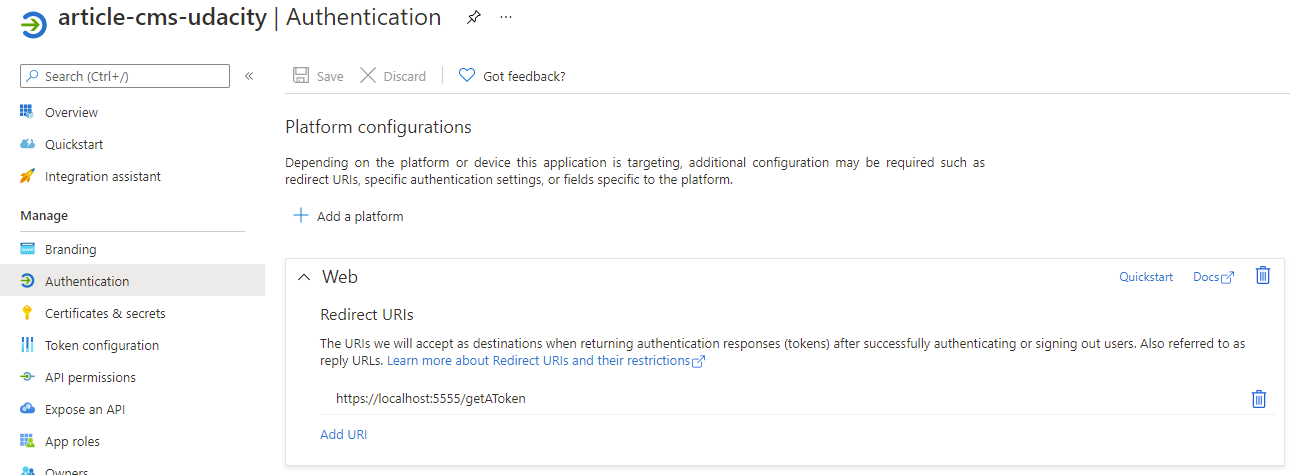 article-cms-udacity | Authentication
Search (Ctrl+/)
«
Overview
Quickstart
Integration assistant
Manage
Branding
Authentication
Certificates & secrets
Token configuration
API permissions
Expose an API
App roles
Owners
Save
Discard
Got feedback?
Platform configurations
Depending on the platform or device this application is targeting, additional configuration may be required such as
redirect URIs, specific authentication settings, or fields specific to the platform.
Add a platform
Web
Quickstart
Docs
Redirect URIs
The URIs we will accept as destinations when returning authentication responses (tokens) after successfully authenticating or signing out users. Also referred to as
reply URLs. Learn more about Redirect URIs and their restrictions
https://localhost:5555/getAToken
Add URI